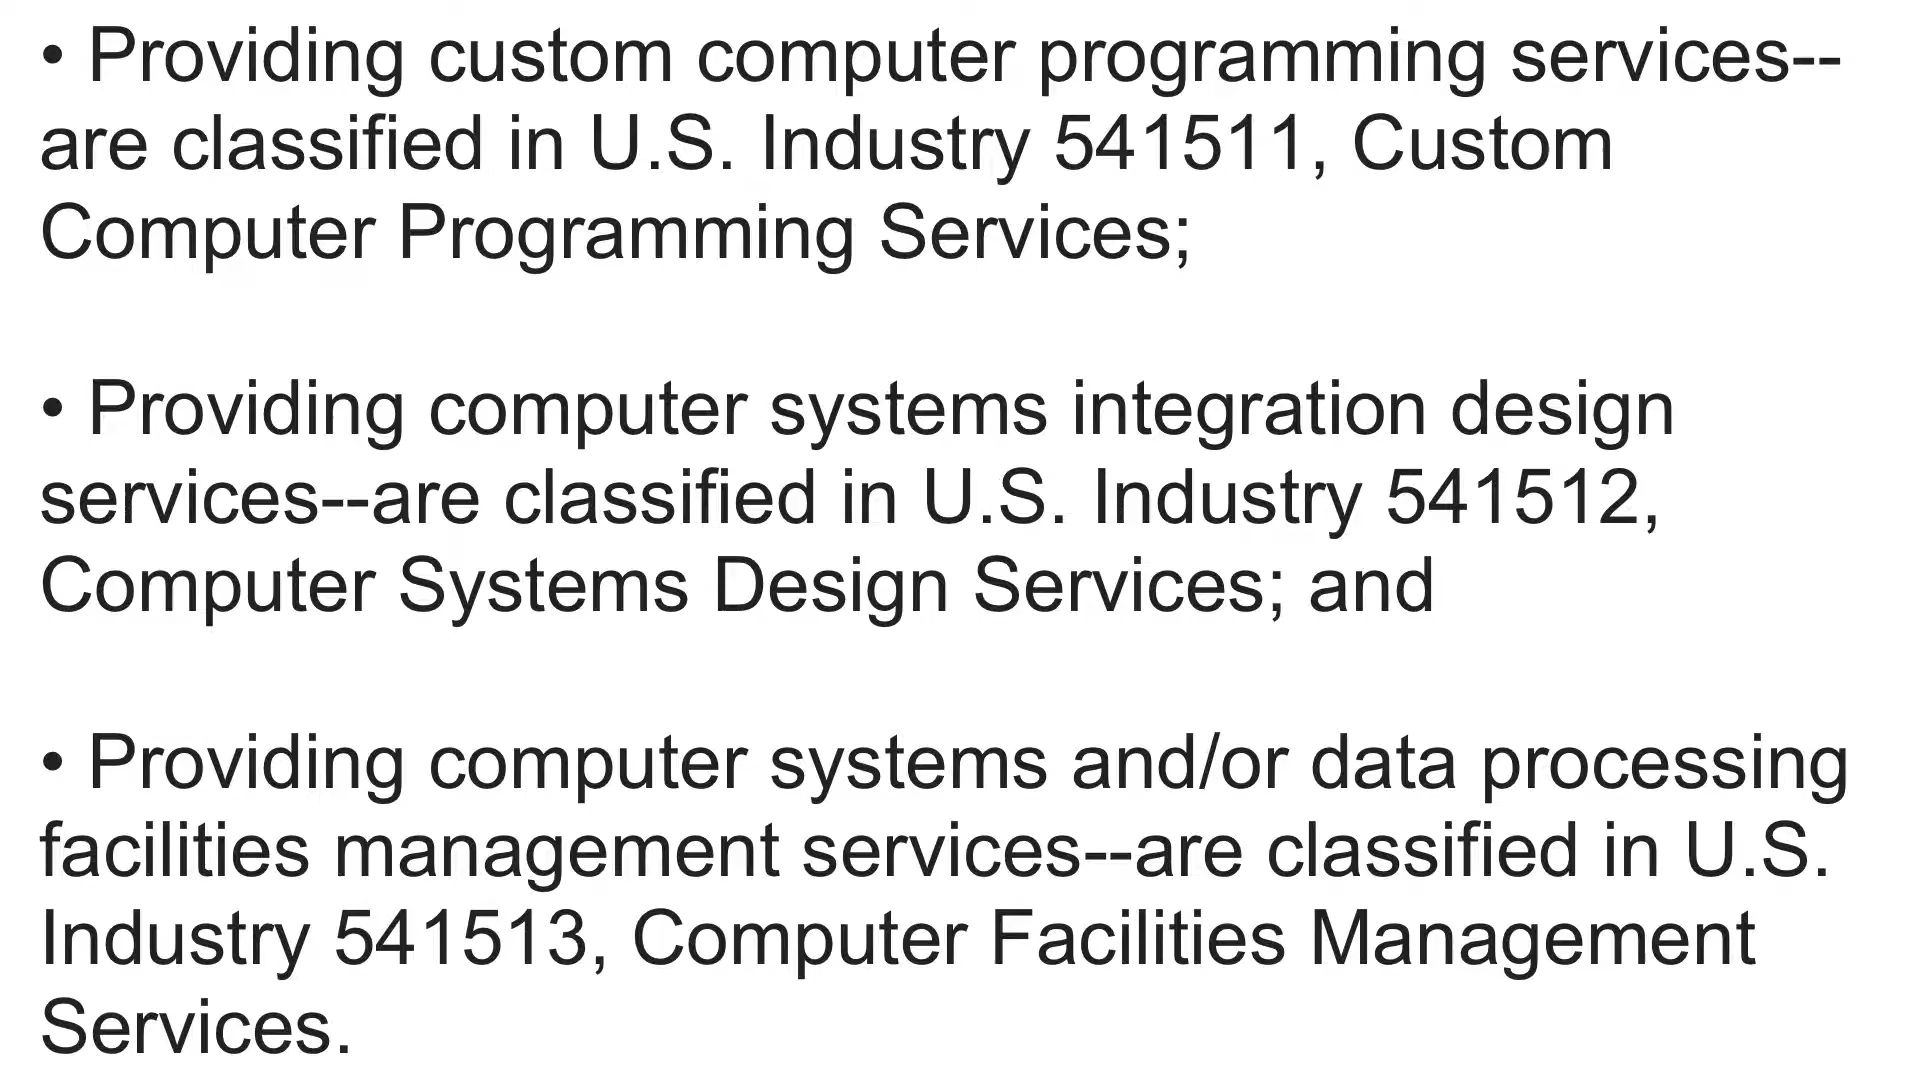 • Providing custom computer programming services--
are classified in U.S. Industry 541511, Custom
Computer Programming Services;
• Providing computer systems integration design
services--are classified in U.S. Industry 541512,
Computer Systems Design Services; and
• Providing computer systems and/or data processing
facilities management services--are classified in U.S.
Industry 541513, Computer Facilities Management
Services.